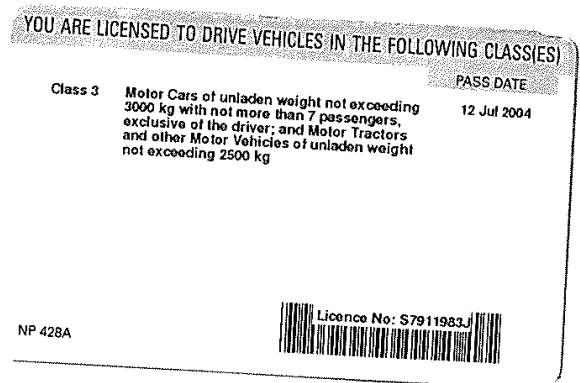 YOU ARE LICENSED TO DRIVE VEHICLES IN THE FOLLOWING CLASS(ES)
PASS DATE
Class 3 Motor Cars of unladen weight not exceeding 12 Jul 2004
3000 kg with not more than 7 passengers,
exclusive of the driver; and Motor Tractors
and other Motor Vehicles of unladen weight
not exceeding 2500 kg
Licence No: S7911983J
NP 428A